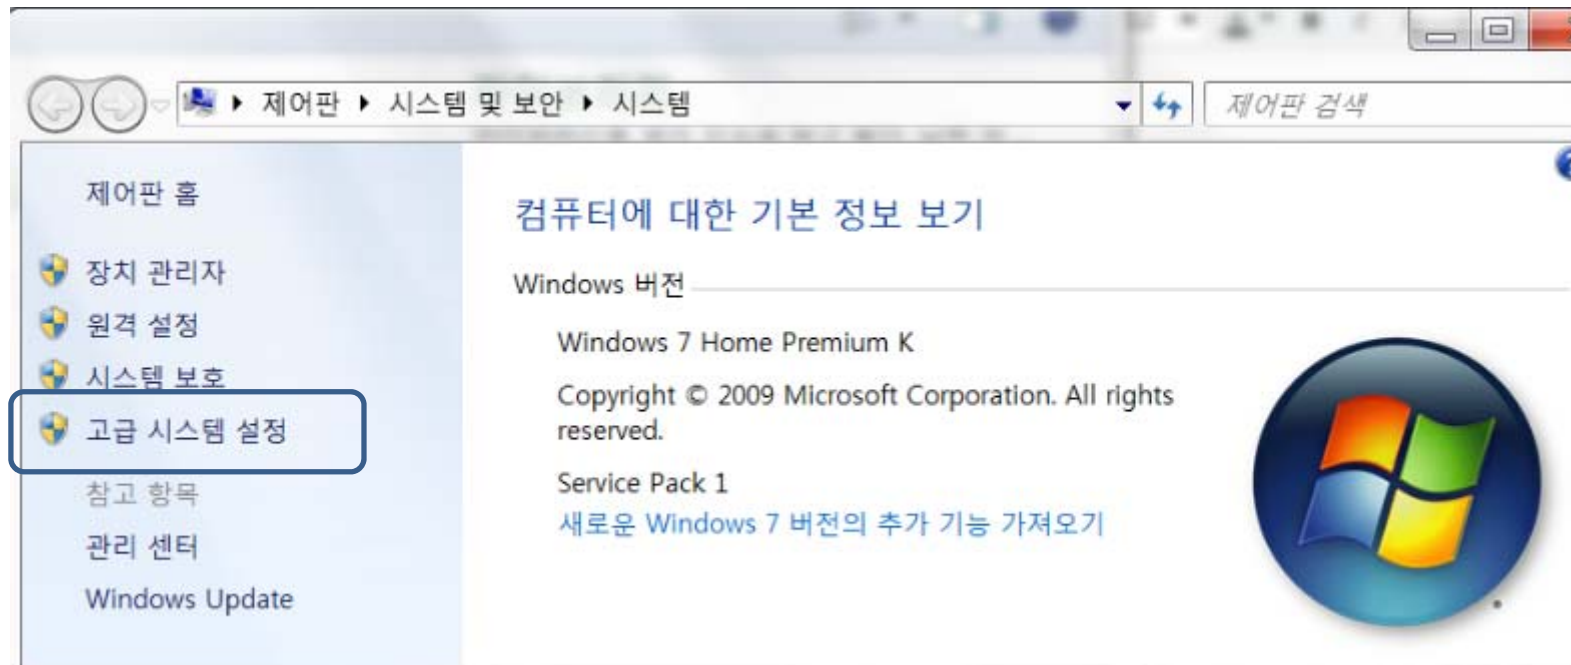 제어판 ▶ 시스템 및 보안 ▶ 시스템
제어판 검색
제어판 홈
장치 관리자
원격 설정
시스템 보호
고급 시스템 설정
참고 항목
관리 센터
Windows Update
컴퓨터에 대한 기본 정보 보기
Windows 버전
Windows 7 Home Premium K
Copyright © 2009 Microsoft Corporation. All rights
reserved.
Service Pack 1
새로운 Windows 7 버전의 추가 기능 가져오기